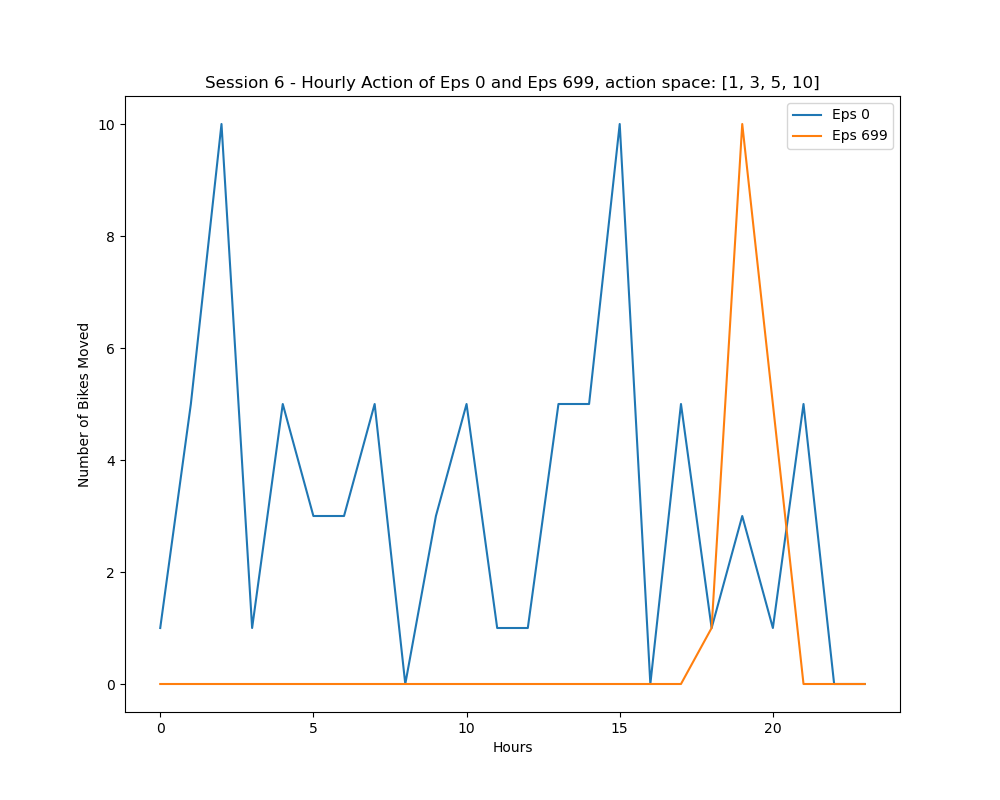 Session 6 - Hourly Action of Eps 0 and Eps 699, action space: [1, 3, 5, 10]
Eps 0
Eps 699
Number of Bikes Moved
10
8
6
4
2
0
0 5 10 15 20
Hours